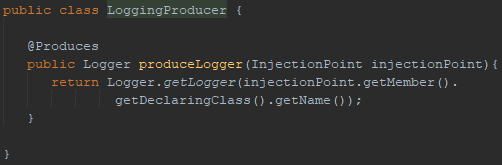 public class LoggingProducer {
@Produces
public Logger produceLogger(InjectionPoint injectionPoint){
return Logger.getLogger(injectionPoint.getMember().
getDeclaringClass().getName());
}
}